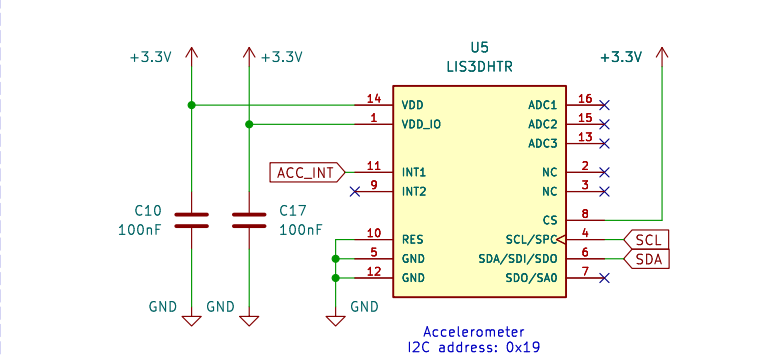 U5
LIS3DHTR
+3.3V
+3.3V
+3.3V
14 VDD
1 VDD_IO
ADC1 16
ADC2 15
ADC3 13
ACC_INT 11 INT1
9 INT2
NC 2
NC 3
CS 8
C10
100nF
C17
100nF
10 RES
5 GND
12 GND
SCL/SPC 4 SCL
SDA/SDI/SDO 6 SDA
SDO/SA0 7
GND
GND
GND
Accelerometer
I2C address: 0x19